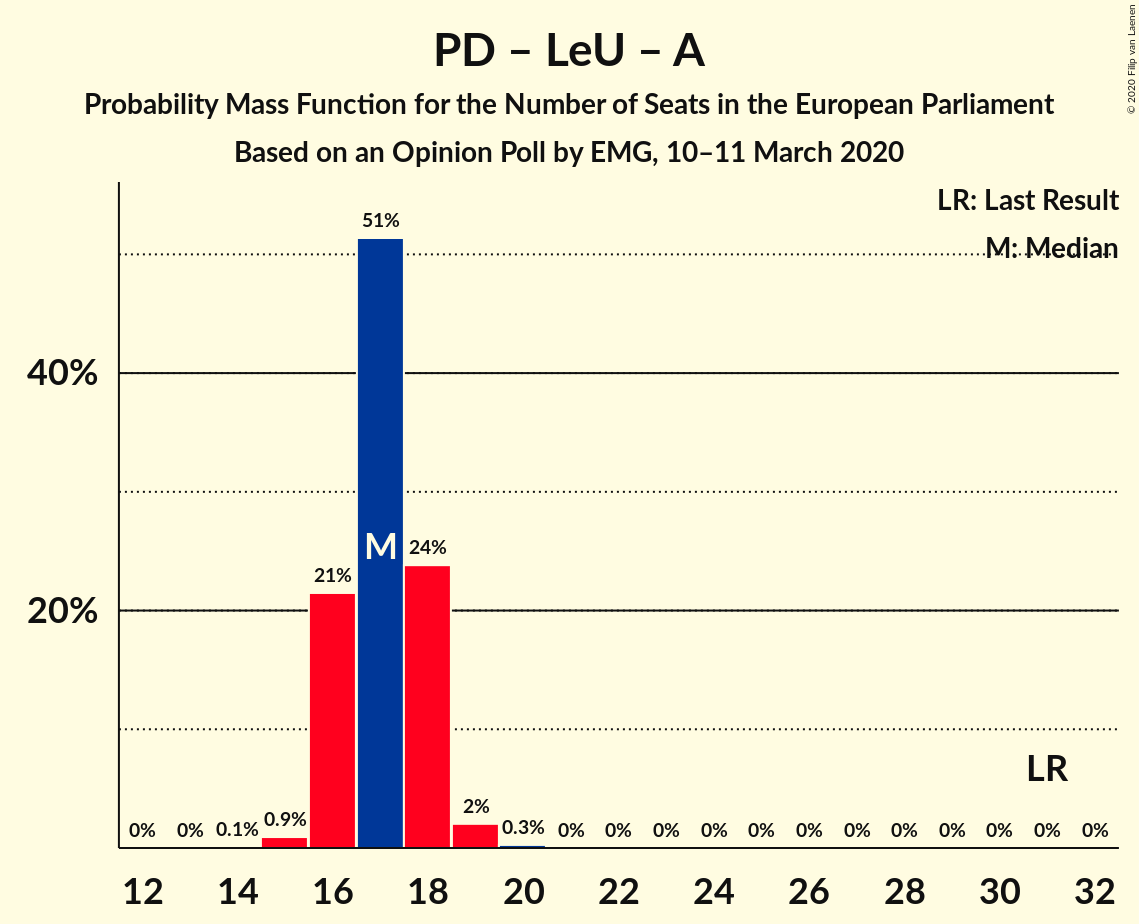 PD – LeU – A
Probability Mass Function for the Number of Seats in the European Parliament
Based on an Opinion Poll by EMG, 10–11 March 2020
© 2020 Filip van Laenen
LR: Last Result
M: Median
51%
40%
M
24%
21%
20%
LR
2%
0% 0% 0.1% 0.9% 0.3% 0% 0% 0% 0% 0% 0% 0% 0% 0% 0% 0% 0%
12 14 16 18 20 22 24 26 28 30 32